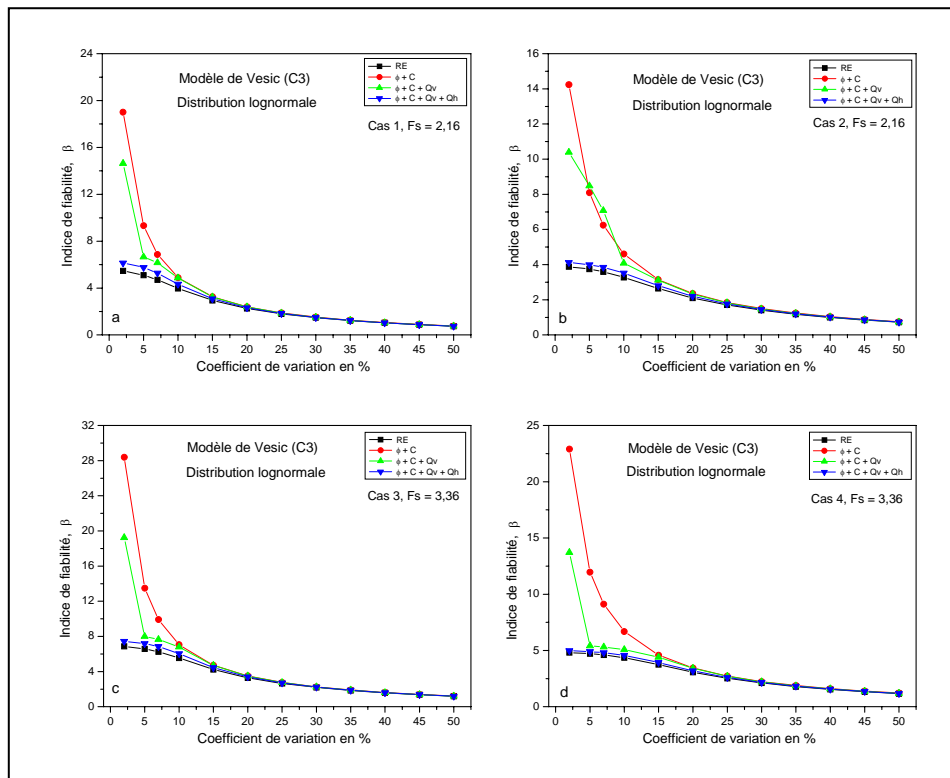 Modèle de Vesic (C3)
Distribution lognormale
RE
ϕ + C
ϕ + C + Qv
ϕ + C + Qv + Qh
Cas 1, Fs = 2,16
Indice de fiabilité, β
24
20
16
12
8
4
0
a
0 5 10 15 20 25 30 35 40 45 50
Coefficient de variation en %
Modèle de Vesic (C3)
Distribution lognormale
RE
ϕ + C
ϕ + C + Qv
ϕ + C + Qv + Qh
Cas 2, Fs = 2,16
Indice de fiabilité, β
16
14
12
10
8
6
4
2
0
b
0 5 10 15 20 25 30 35 40 45 50
Coefficient de variation en %
Modèle de Vesic (C3)
Distribution lognormale
RE
ϕ + C
ϕ + C + Qv
ϕ + C + Qv + Qh
Cas 3, Fs = 3,36
Indice de fiabilité, β
32
28
24
20
16
12
8
4
0
c
0 5 10 15 20 25 30 35 40 45 50
Coefficient de variation en %
Modèle de Vesic (C3)
Distribution lognormale
RE
ϕ + C
ϕ + C + Qv
ϕ + C + Qv + Qh
Cas 4, Fs = 3,36
Indice de fiabilité, β
25
20
15
10
5
0
d
0 5 10 15 20 25 30 35 40 45 50
Coefficient de variation en %